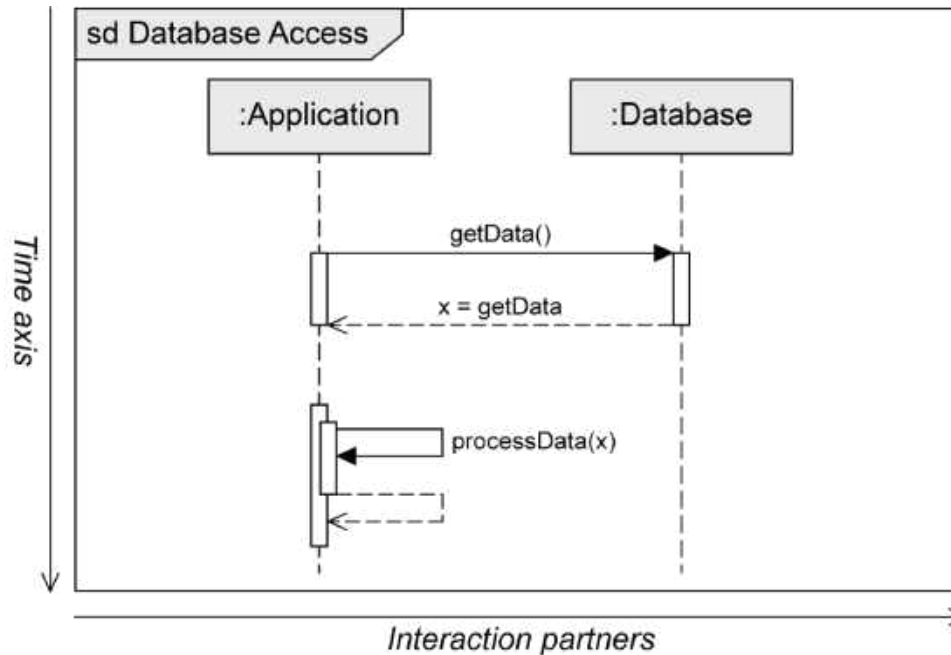 sd Database Access
:Application
:Database
getData()
x = getData
Time axis
processData(x)
Interaction partners